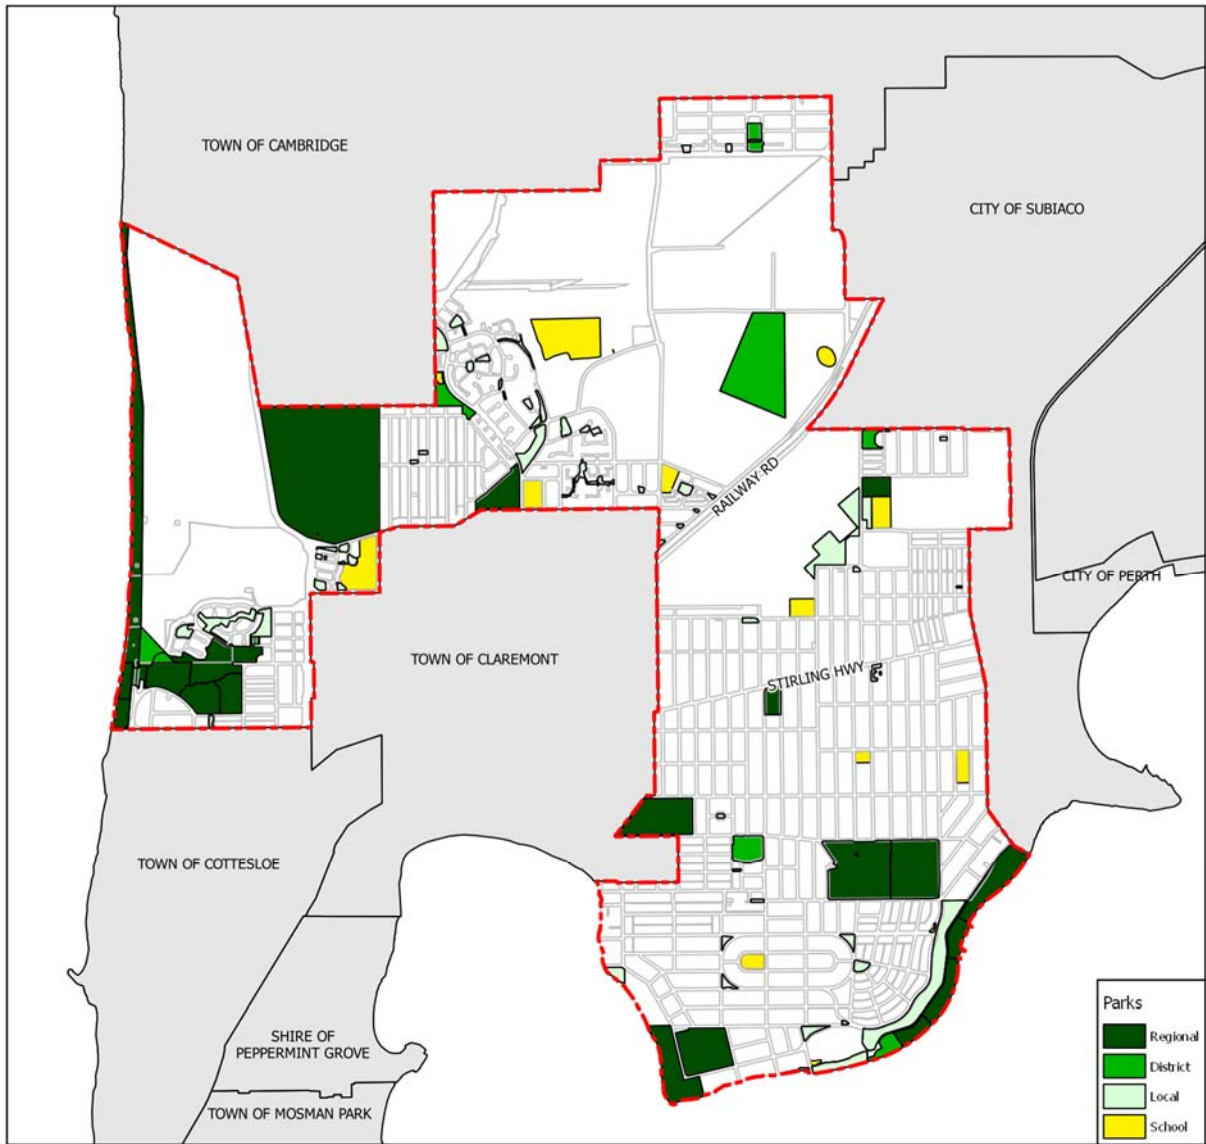 TOWN OF CAMBRIDGE
CITY OF SUBIACO
RAILWAY RD
CITY OF PERTH
TOWN OF CLAREMONT
STIRLING HWY
TOWN OF COTTESLOE
SHIRE OF
PEPPERMINT GROVE
TOWN OF MOSMAN PARK
Parks
Regional
District
Local
School